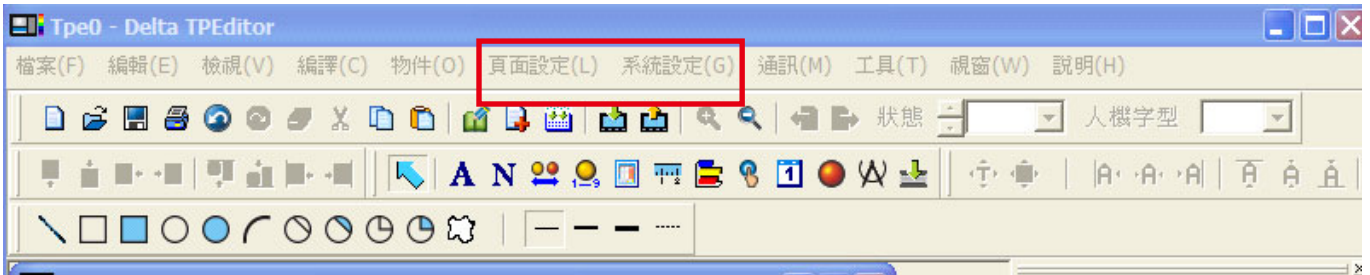 Tpe0 - Delta TPEditor
檔案(F) 編輯(E) 檢視(V) 編譯(C) 物件(O) 頁面設定(L) 系統設定(G) 通訊(M) 工具(T) 視窗(W) 說明(H)
狀態 人機字型